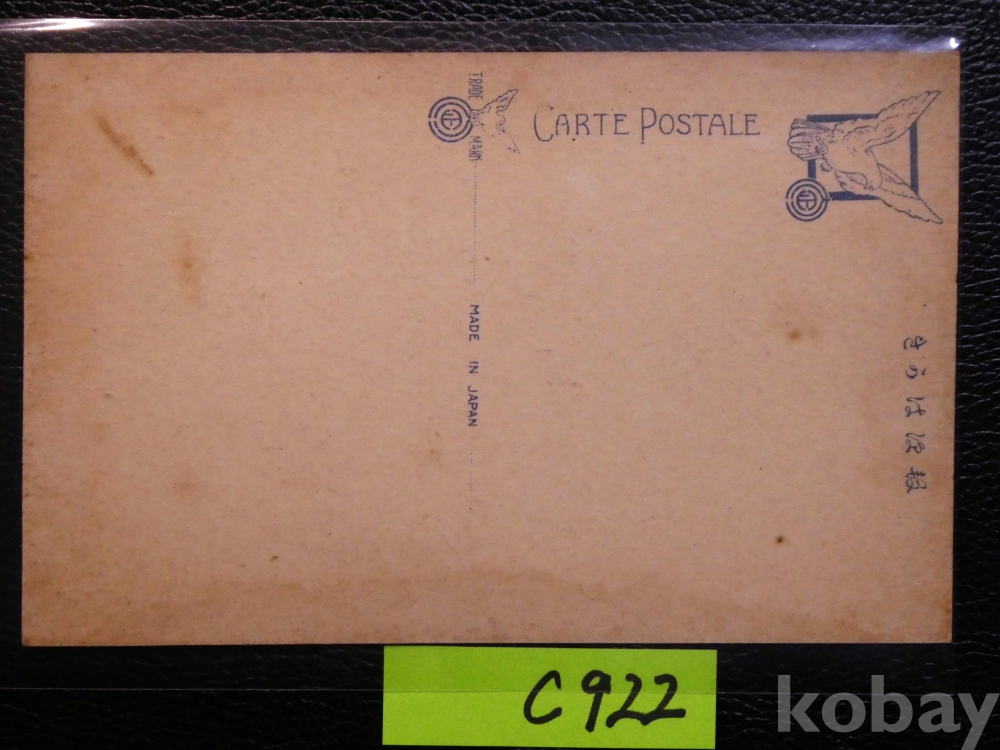 TRADE MARK
CARTE POSTALE
MADE IN JAPAN
郵便はかき
C922
kobay